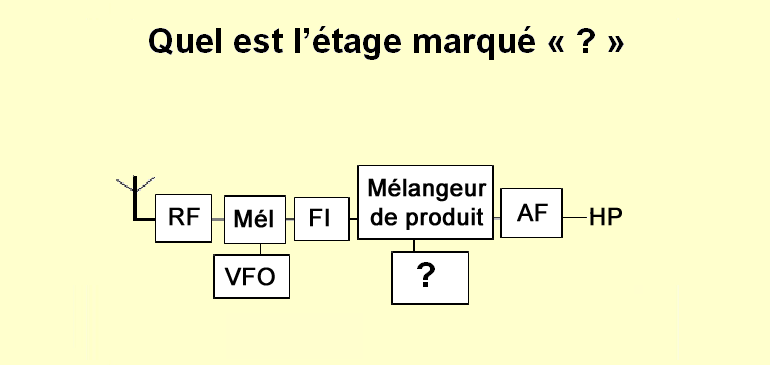 Quel est l’étage marqué « ? »
RF
Mél
FI
Mélangeur
de produit
AF
HP
VFO
?